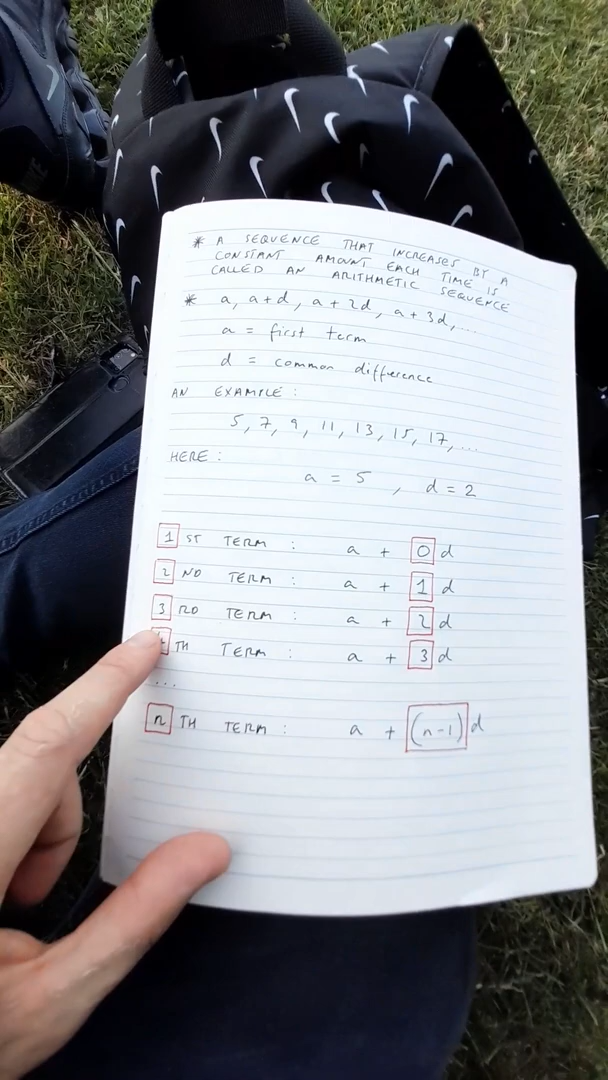 * A SEQUENCE THAT INCREASES BY A
CONSTANT AMOUNT EACH TIME IS
CALLED AN ARITHMETIC SEQUENCE
* a, a+d, a+2d, a+3d,...
a = first term
d = common difference
AN EXAMPLE:
5, 7, 9, 11, 13, 15, 17,...
HERE:
a = 5 , d = 2
1 ST TERM : a + 0 d
2 ND TERM : a + 1 d
3 RD TERM : a + 2 d
4 TH TERM : a + 3 d
...
n TH TERM : a + (n-1) d